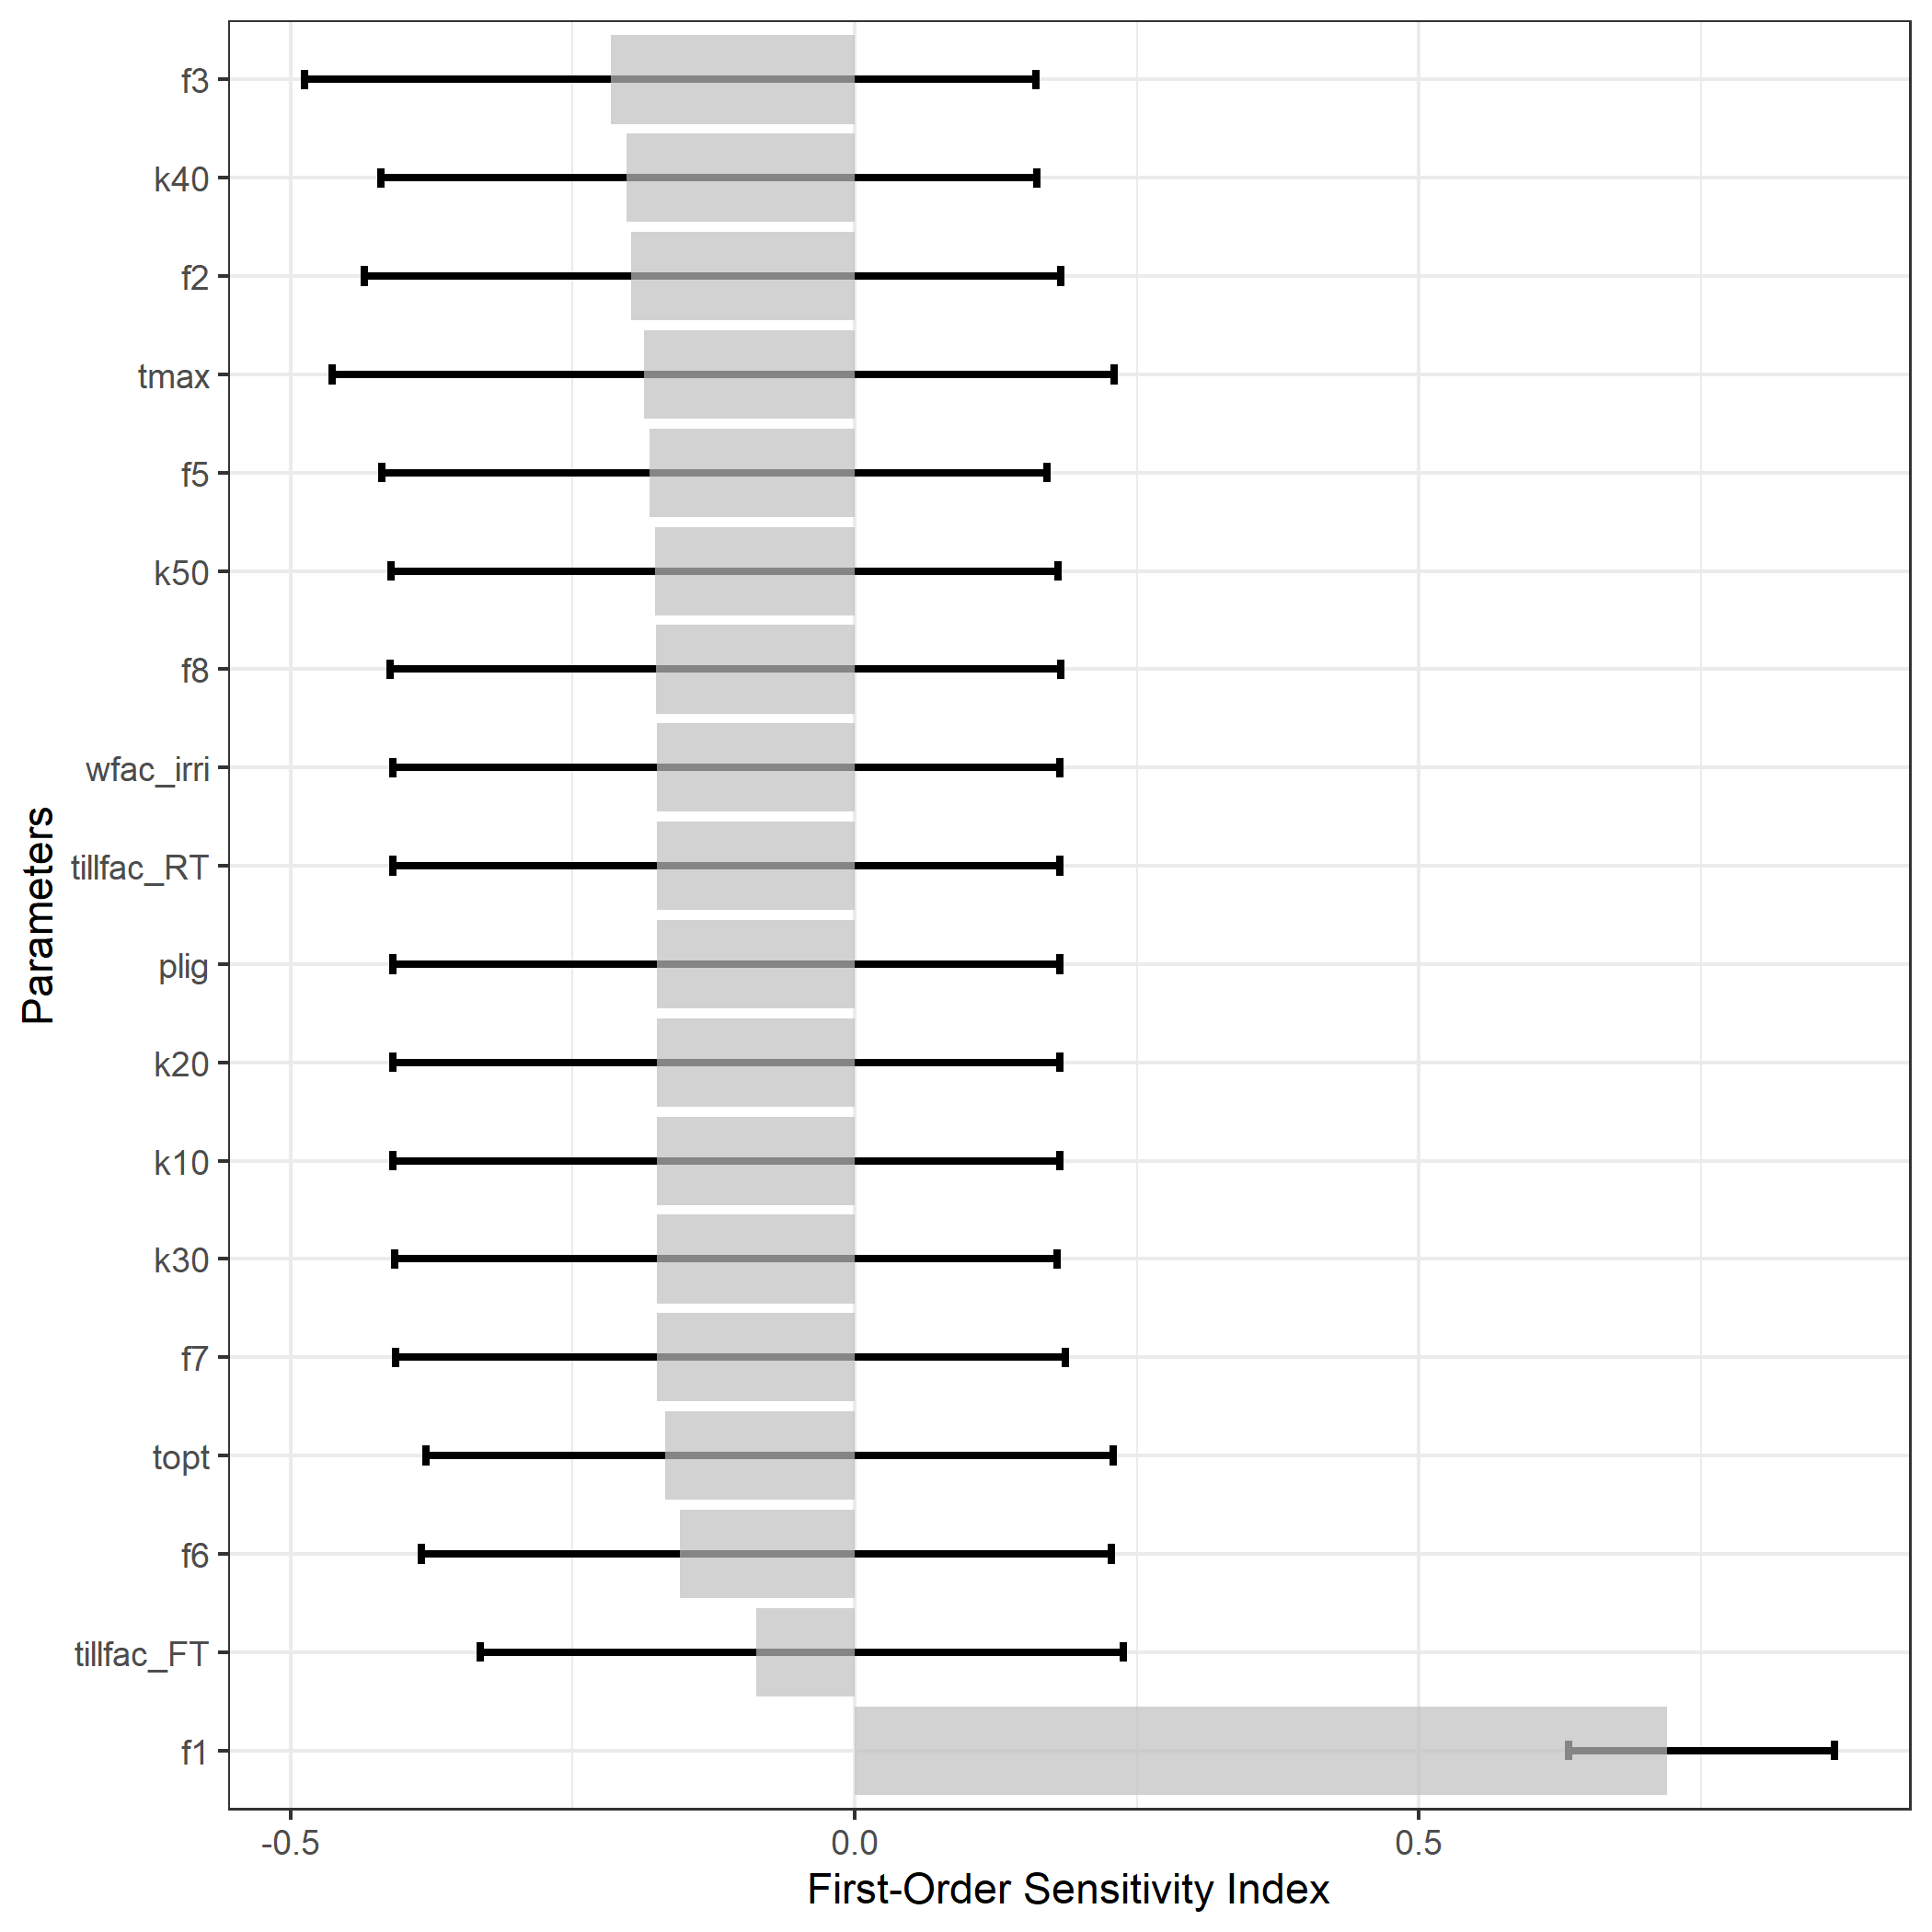 f3
k40
f2
tmax
f5
k50
f8
wfac_irri
tillfac_RT
plig
k20
k10
k30
f7
topt
f6
tillfac_FT
f1
Parameters
-0.5 0.0 0.5
First-Order Sensitivity Index